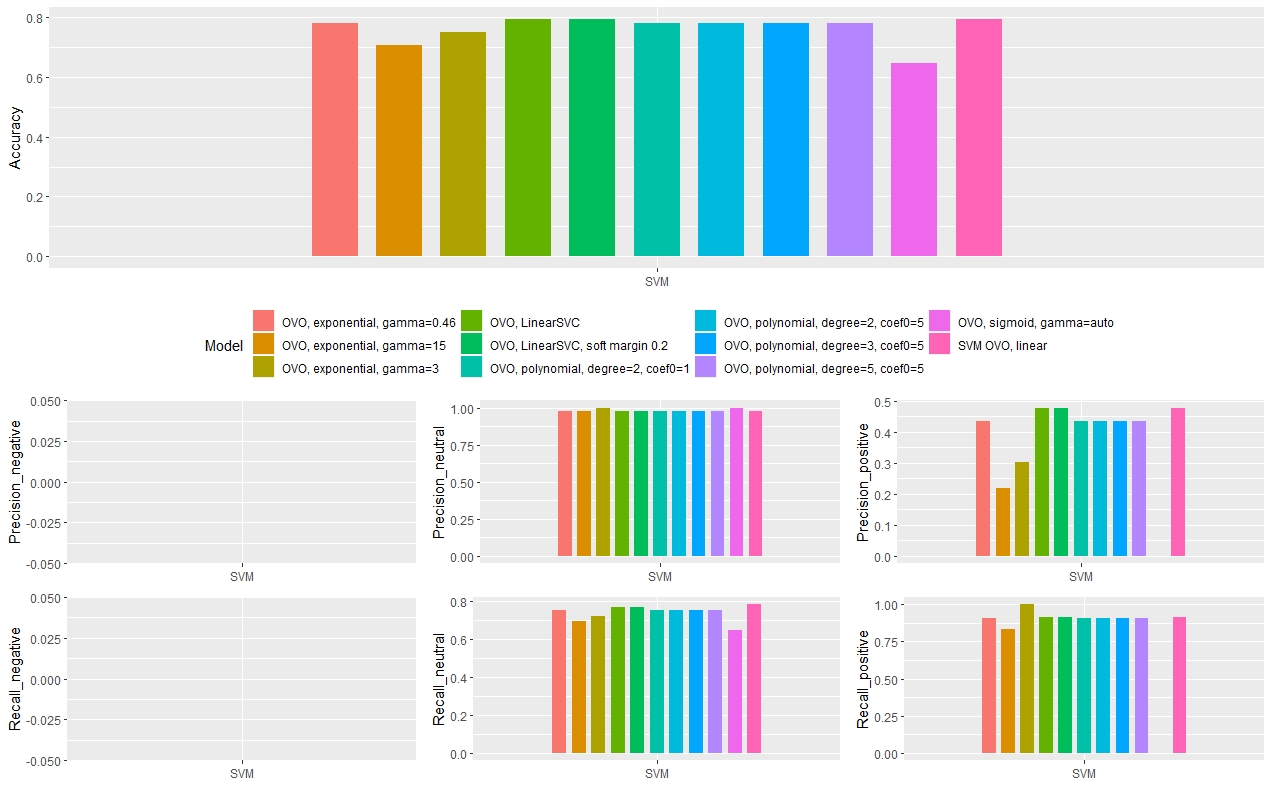 Accuracy
0.8
0.6
0.4
0.2
0.0
SVM
Model
OVO, exponential, gamma=0.46
OVO, exponential, gamma=15
OVO, exponential, gamma=3
OVO, LinearSVC
OVO, LinearSVC, soft margin 0.2
OVO, polynomial, degree=2, coef0=1
OVO, polynomial, degree=2, coef0=5
OVO, polynomial, degree=3, coef0=5
OVO, polynomial, degree=5, coef0=5
OVO, sigmoid, gamma=auto
SVM OVO, linear
Precision_negative
0.050
0.025
0.000
-0.025
-0.050
SVM
Precision_neutral
1.00
0.75
0.50
0.25
0.00
SVM
Precision_positive
0.5
0.4
0.3
0.2
0.1
0.0
SVM
Recall_negative
0.050
0.025
0.000
-0.025
-0.050
SVM
Recall_neutral
0.8
0.6
0.4
0.2
0.0
SVM
Recall_positive
1.00
0.75
0.50
0.25
0.00
SVM